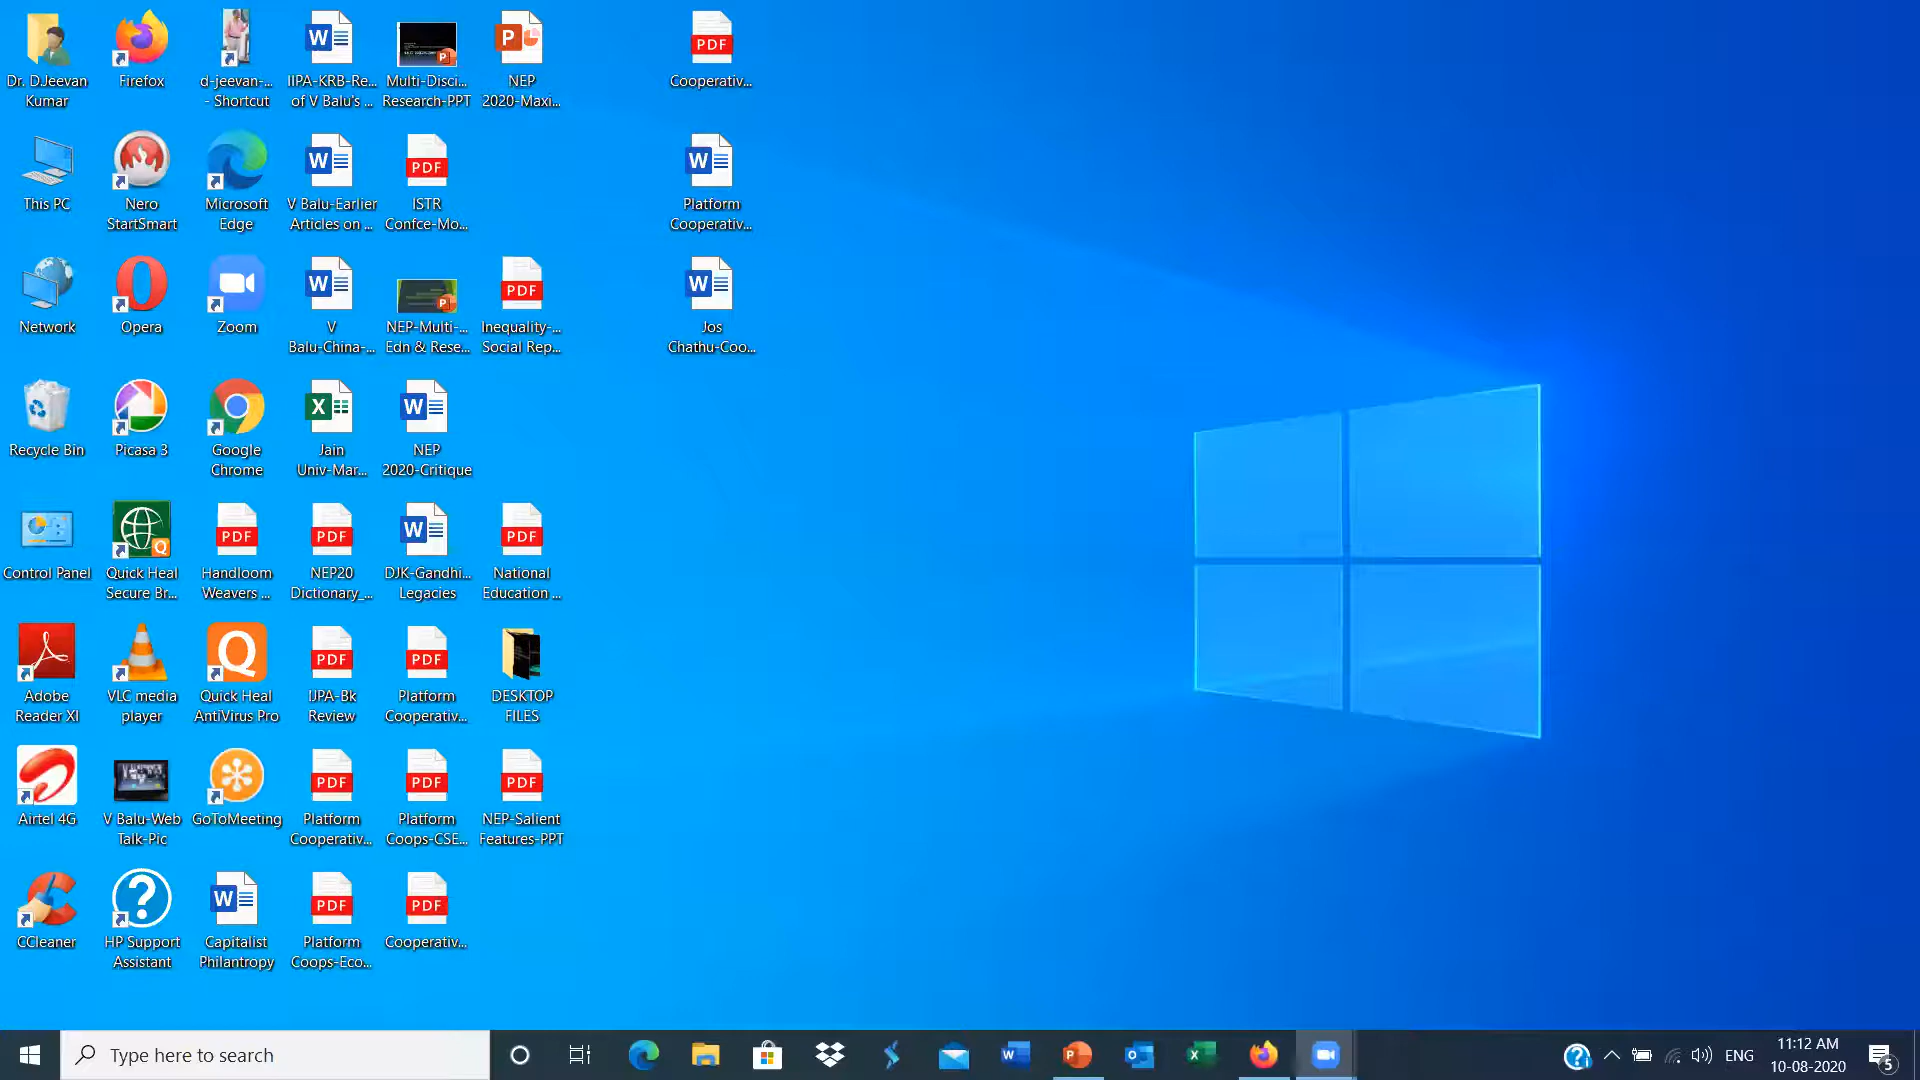 Dr. DJeevan
Kumar
Firefox
d-jeevan-...
- Shortcut
IIPA-KRB-Re...
of V Balu's ...
Multi-Disci...
Research-PPT
NEP
2020-Maxi...
Cooperativ...
This PC
Nero
StartSmart
Microsoft
Edge
V Balu-Earlier
Articles on ...
ISTR
Confce-Mo...
Platform
Cooperativ...
Network
Opera
Zoom
V
Balu-China-...
NEP-Multi-...
Edn & Rese...
Inequality-...
Social Rep...
Jos
Chathu-Coo...
Recycle Bin
Picasa 3
Google
Chrome
Jain
Univ-Mar...
NEP
2020-Critique
Control Panel
Quick Heal
Secure Br...
Handloom
Weavers ...
NEP20
Dictionary_...
DJK-Gandhi...
Legacies
National
Education ...
Adobe
Reader XI
VLC media
player
Quick Heal
AntiVirus Pro
IJPA-Bk
Review
Platform
Cooperativ...
DESKTOP
FILES
Airtel 4G
V Balu-Web
Talk-Pic
GoToMeeting
Platform
Cooperativ...
Platform
Coops-CSE...
NEP-Salient
Features-PPT
CCleaner
HP Support
Assistant
Capitalist
Philantropy
Platform
Coops-Eco...
Cooperativ...
Type here to search
ENG
11:12 AM
10-08-2020
5